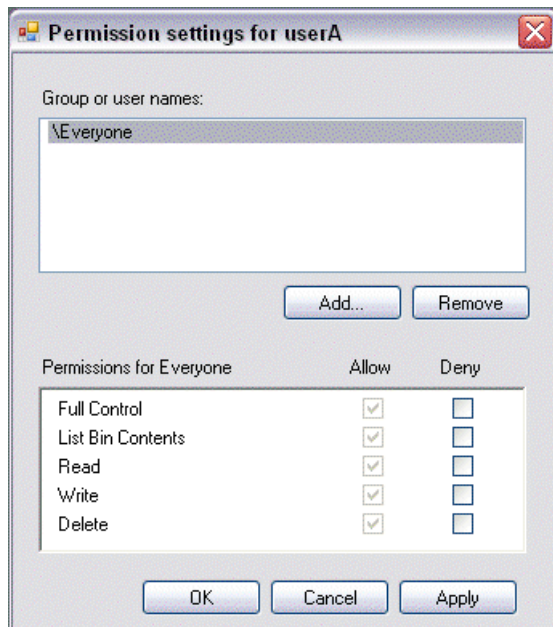 Permission settings for userA
Group or user names:
\Everyone
Add... Remove
Permissions for Everyone Allow Deny
Full Control
List Bin Contents
Read
Write
Delete
OK Cancel Apply